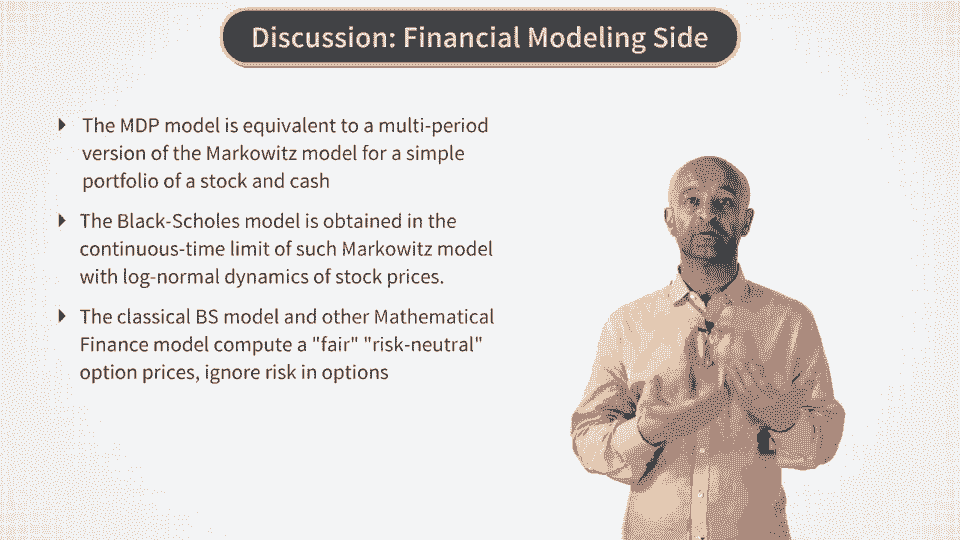 Discussion: Financial Modeling Side
The MDP model is equivalent to a multi-period
version of the Markowitz model for a simple
portfolio of a stock and cash
The Black-Scholes model is obtained in the
continuous-time limit of such Markowitz model
with log-normal dynamics of stock prices.
The classical BS model and other Mathematical
Finance model compute a "fair" "risk-neutral"
option prices, ignore risk in options